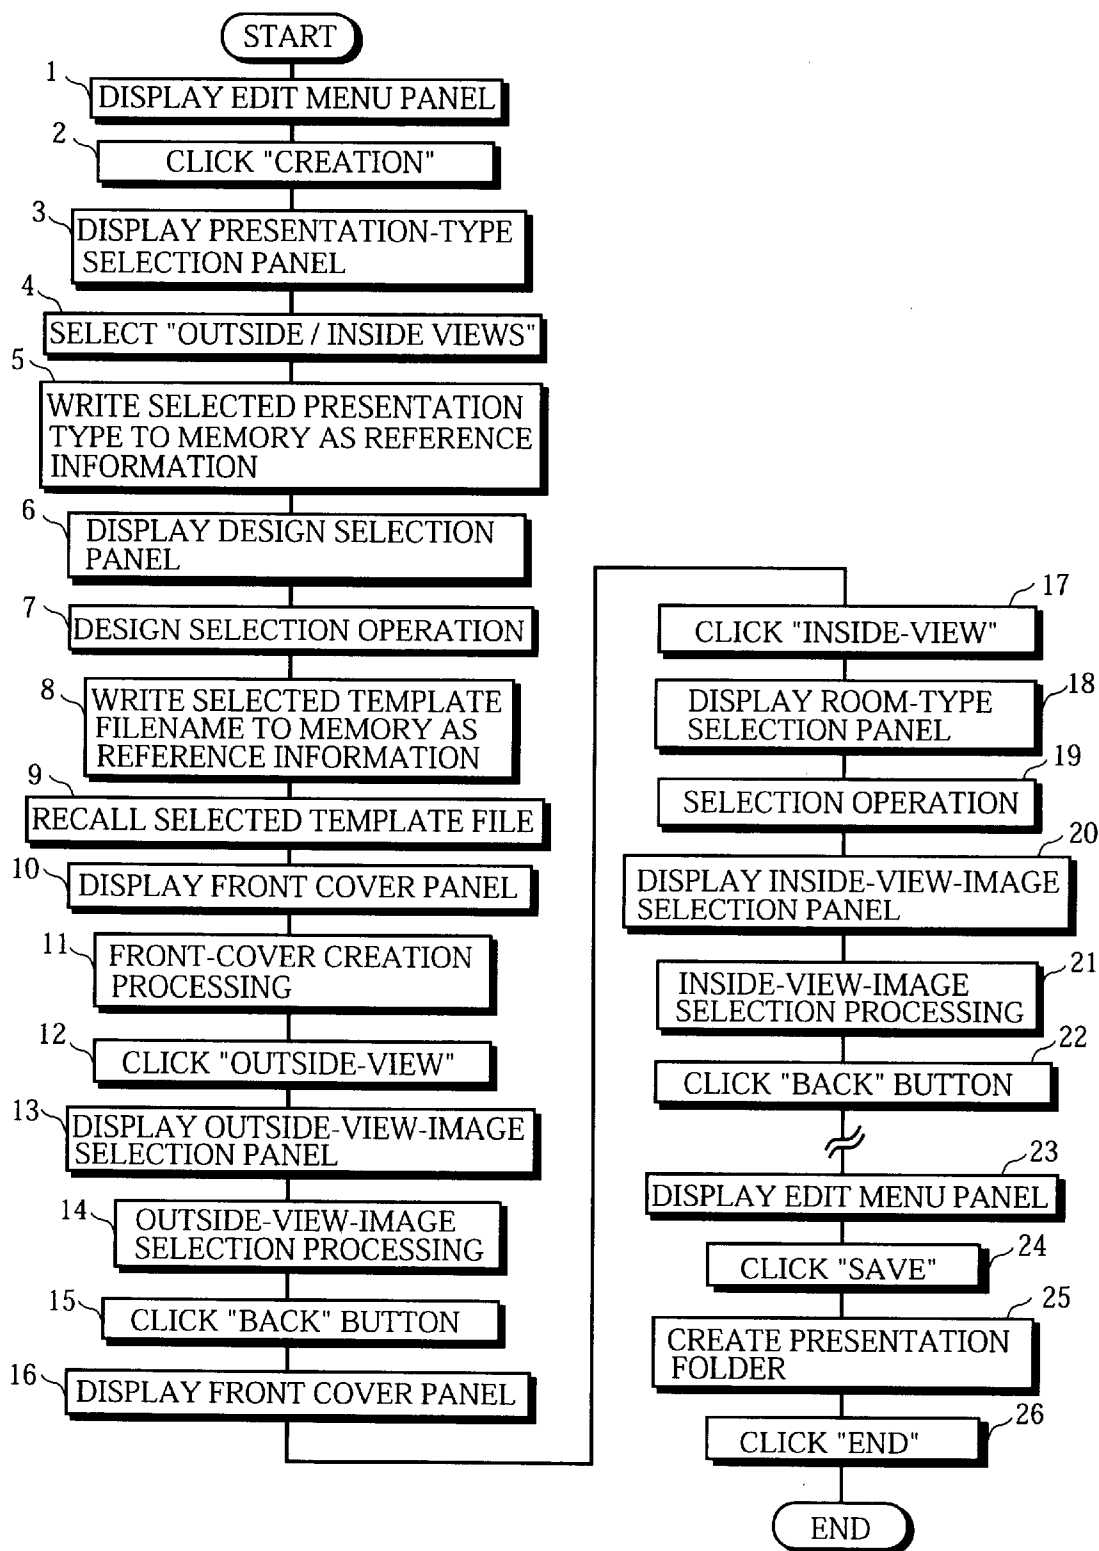 START
1
DISPLAY EDIT MENU PANEL
2
CLICK "CREATION"
3
DISPLAY PRESENTATION-TYPE
SELECTION PANEL
4
SELECT "OUTSIDE / INSIDE VIEWS"
5
WRITE SELECTED PRESENTATION
TYPE TO MEMORY AS REFERENCE
INFORMATION
6
DISPLAY DESIGN SELECTION
PANEL
7
DESIGN SELECTION OPERATION
8
WRITE SELECTED TEMPLATE
FILENAME TO MEMORY AS
REFERENCE INFORMATION
9
RECALL SELECTED TEMPLATE FILE
10
DISPLAY FRONT COVER PANEL
11
FRONT-COVER CREATION
PROCESSING
12
CLICK "OUTSIDE-VIEW"
13
DISPLAY OUTSIDE-VIEW-IMAGE
SELECTION PANEL
14
OUTSIDE-VIEW-IMAGE
SELECTION PROCESSING
15
CLICK "BACK" BUTTON
16
DISPLAY FRONT COVER PANEL
17
CLICK "INSIDE-VIEW"
18
DISPLAY ROOM-TYPE
SELECTION PANEL
19
SELECTION OPERATION
20
DISPLAY INSIDE-VIEW-IMAGE
SELECTION PANEL
21
INSIDE-VIEW-IMAGE
SELECTION PROCESSING
22
CLICK "BACK" BUTTON
23
DISPLAY EDIT MENU PANEL
24
CLICK "SAVE"
25
CREATE PRESENTATION
FOLDER
26
CLICK "END"
END